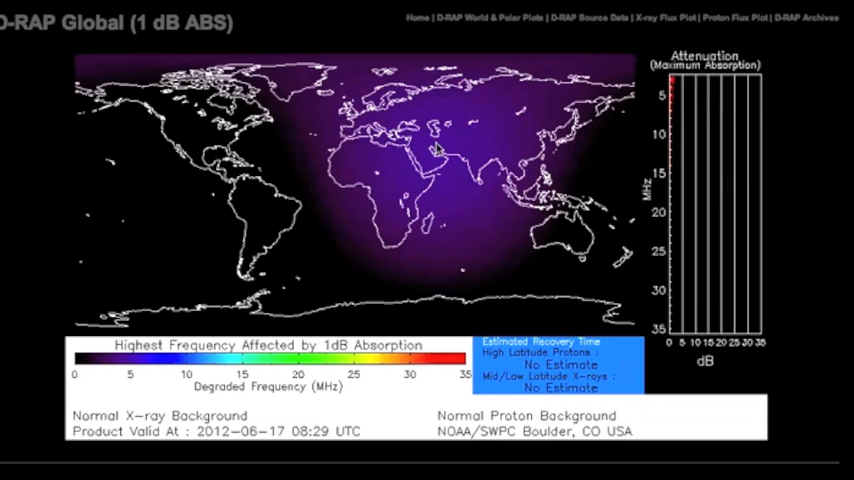 D-RAP Global (1 dB ABS)
Home | D-RAP World & Polar Plots | D-RAP Source Data | X-ray Flux Plot | Proton Flux Plot | D-RAP Archives
Attenuation
(Maximum Absorption)
5
10
15
20
25
30
35
MHz
0 5 10 15 20 25 30 35
dB
Highest Frequency Affected by 1dB Absorption
0 5 10 15 20 25 30 35
Degraded Frequency (MHz)
Estimated Recovery Time
High Latitude Protons :
No Estimate
Mid/Low Latitude X-rays :
No Estimate
Normal X-ray Background
Normal Proton Background
Product Valid At : 2012-06-17 08:29 UTC
NOAA/SWPC Boulder, CO USA